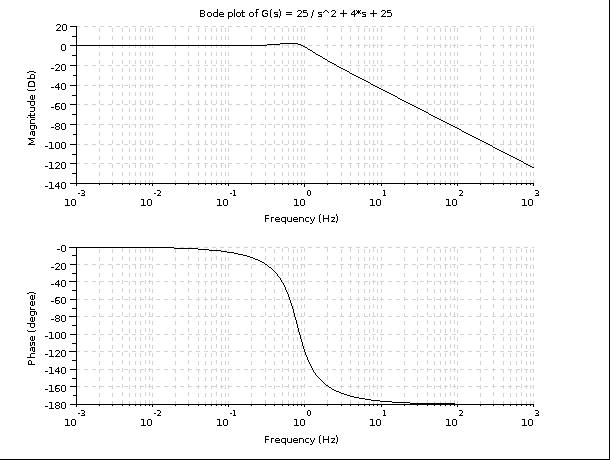 Bode plot of G(s) = 25 / s^2 + 4*s + 25
20
0
-20
-40
-60
-80
-100
-120
-140
Magnitude (Db)
-3 -2 -1 0 1 2 3
10 10 10 10 10 10 10
Frequency (Hz)
-0
-20
-40
-60
-80
-100
-120
-140
-160
-180
Phase (degree)
-3 -2 -1 0 1 2 3
10 10 10 10 10 10 10
Frequency (Hz)